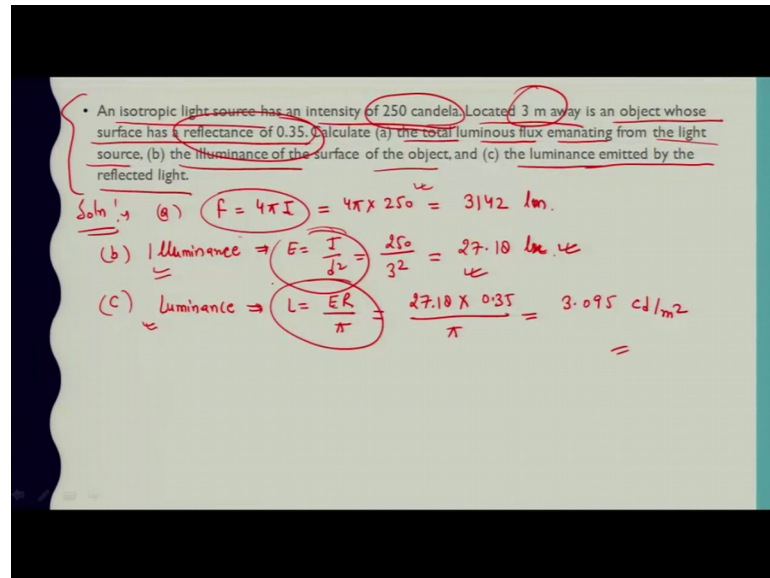 • An isotropic light source has an intensity of 250 candela. Located 3 m away is an object whose
surface has a reflectance of 0.35. Calculate (a) the total luminous flux emanating from the light
source, (b) the illuminance of the surface of the object, and (c) the luminance emitted by the
reflected light.
Soln:→ (a) F = 4πI = 4π × 250 = 3142 lm.
(b) Illuminance ⇒ E = I/d² = 250/3² = 27.18 lx.
(c) Luminance ⇒ L = ER/π = 27.18 × 0.35/π = 3.095 cd/m²